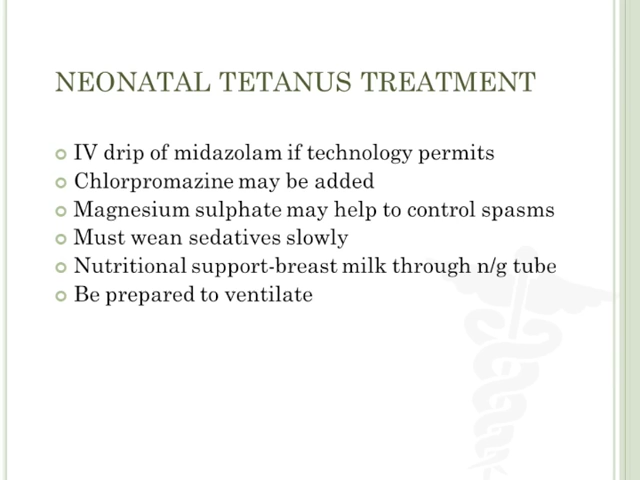 NEONATAL TETANUS TREATMENT
IV drip of midazolam if technology permits
Chlorpromazine may be added
Magnesium sulphate may help to control spasms
Must wean sedatives slowly
Nutritional support-breast milk through n/g tube
Be prepared to ventilate